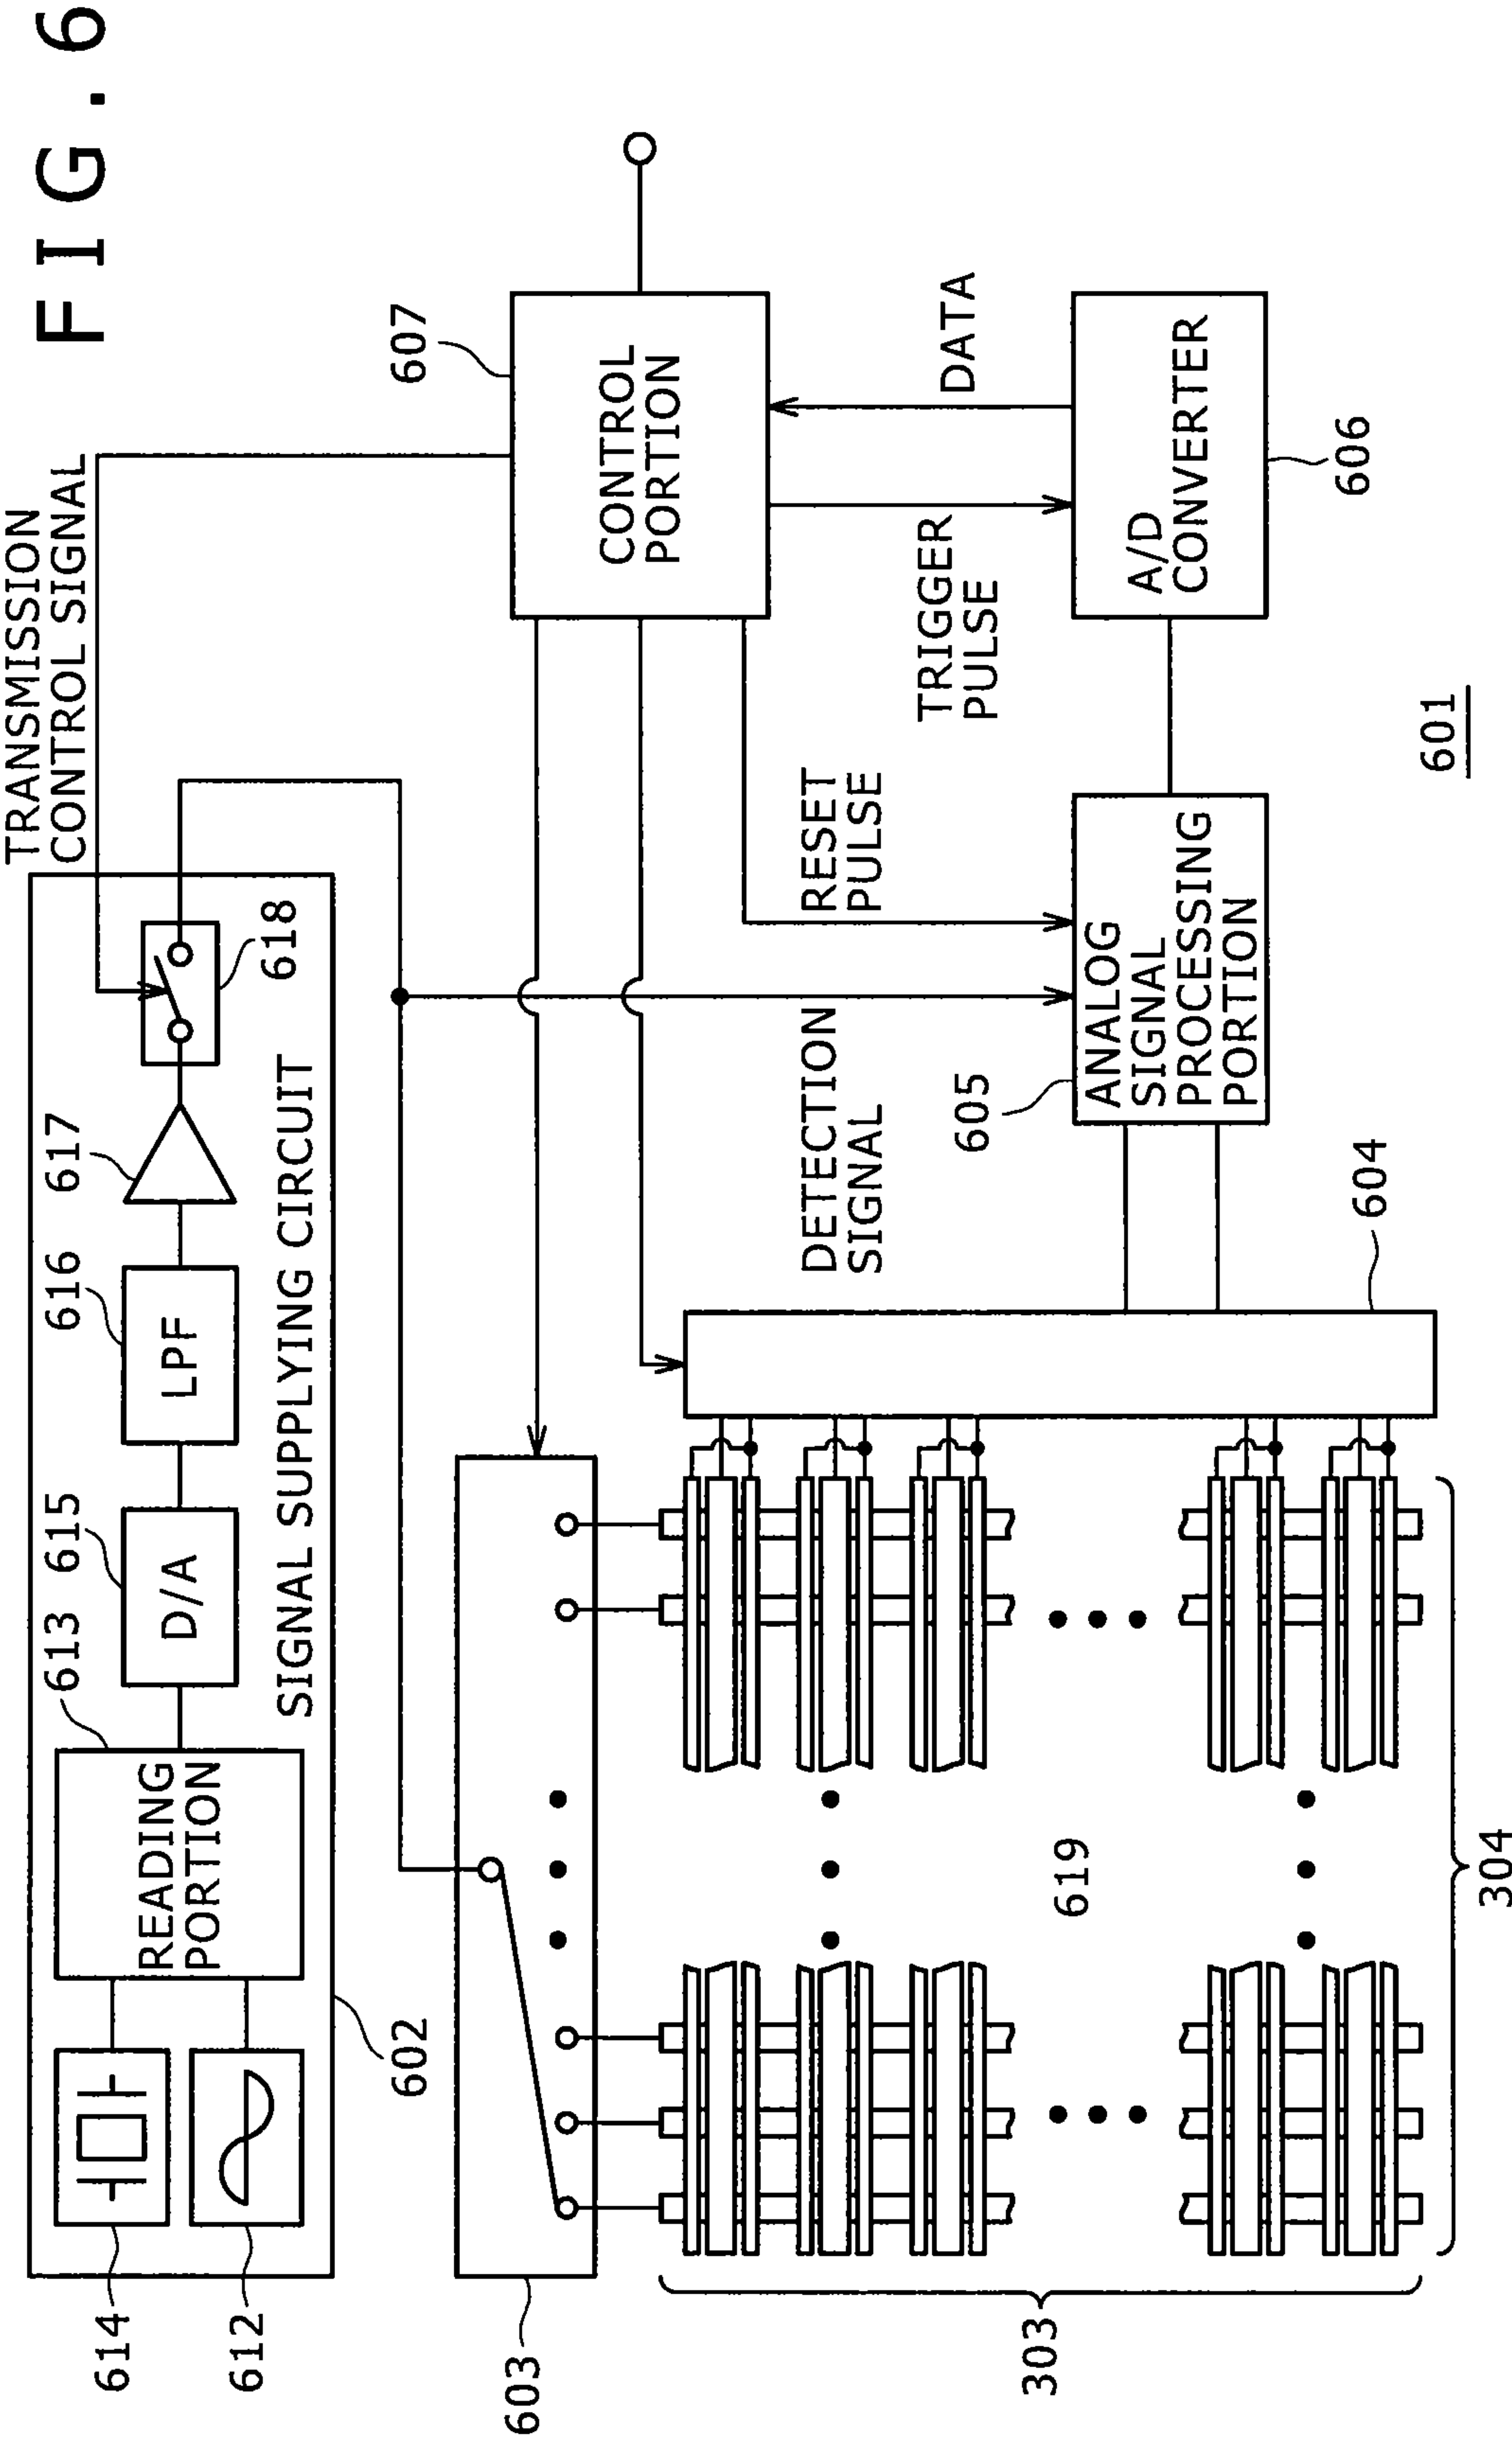 FIG. 6
TRANSMISSION
CONTROL SIGNAL
614
612
READING
PORTION
613
615
D/A
616
LPF
617
618
SIGNAL SUPPLYING CIRCUIT
602
607
CONTROL
PORTION
603
DETECTION
SIGNAL
RESET
PULSE
TRIGGER
PULSE
DATA
605
ANALOG
SIGNAL
PROCESSING
PORTION
A/D
CONVERTER
606
604
619
303
304
601